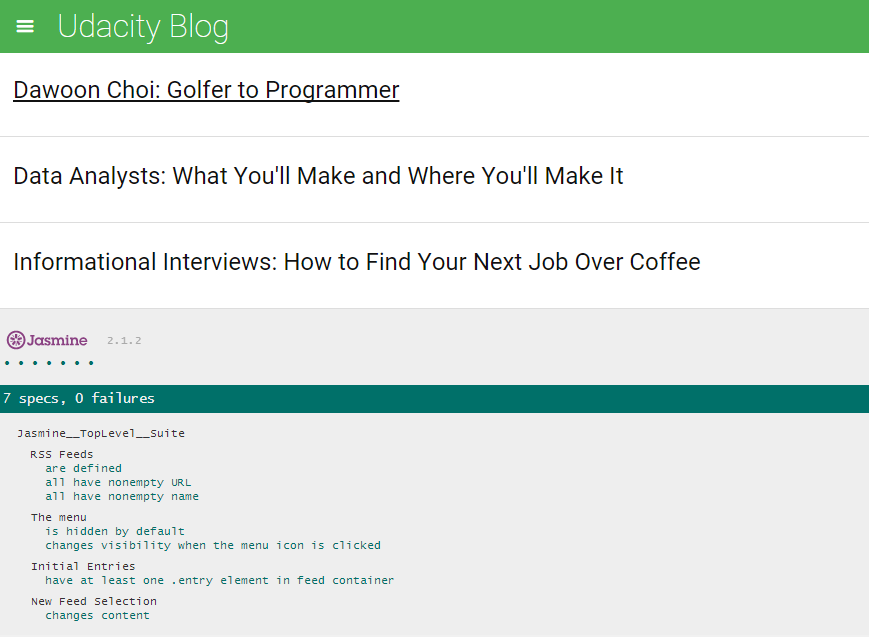 Udacity Blog
Dawoon Choi: Golfer to Programmer
Data Analysts: What You'll Make and Where You'll Make It
Informational Interviews: How to Find Your Next Job Over Coffee
Jasmine 2.1.2
7 specs, 0 failures
Jasmine__TopLevel__Suite
RSS Feeds
are defined
all have nonempty URL
all have nonempty name
The menu
is hidden by default
changes visibility when the menu icon is clicked
Initial Entries
have at least one .entry element in feed container
New Feed Selection
changes content